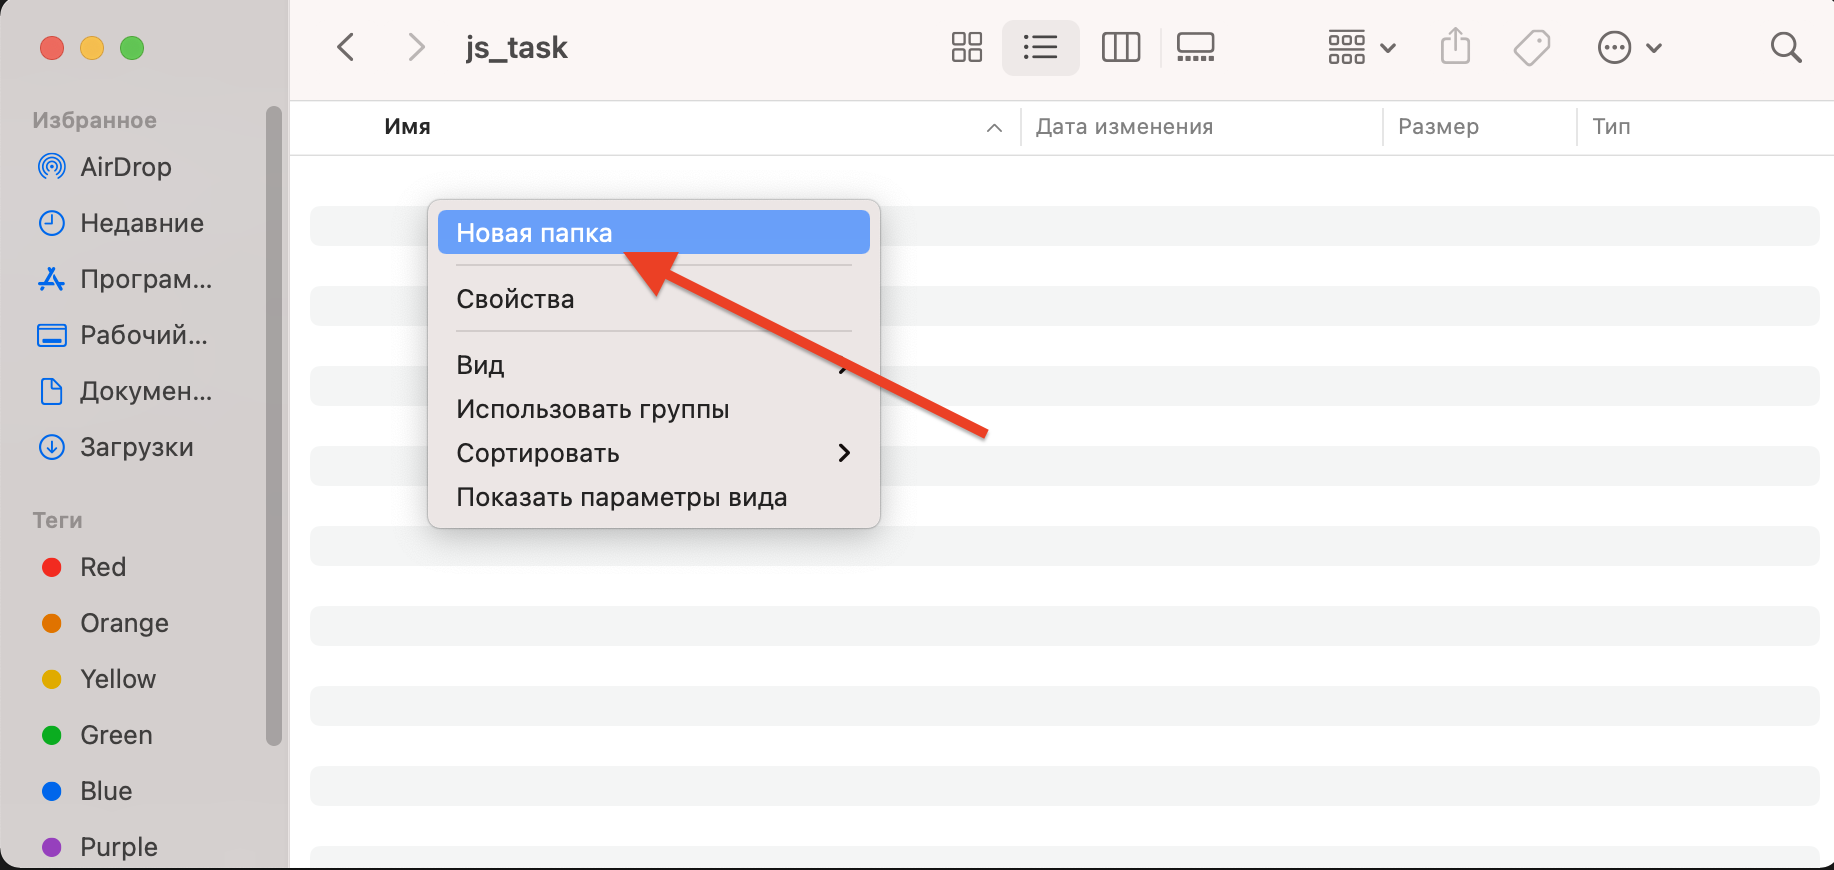 js_task
Избранное
AirDrop
Недавние
Програм...
Рабочий...
Докумен...
Загрузки
Теги
Red
Orange
Yellow
Green
Blue
Purple
Имя
Дата изменения
Размер
Тип
Новая папка
Свойства
Вид
Использовать группы
Сортировать
Показать параметры вида